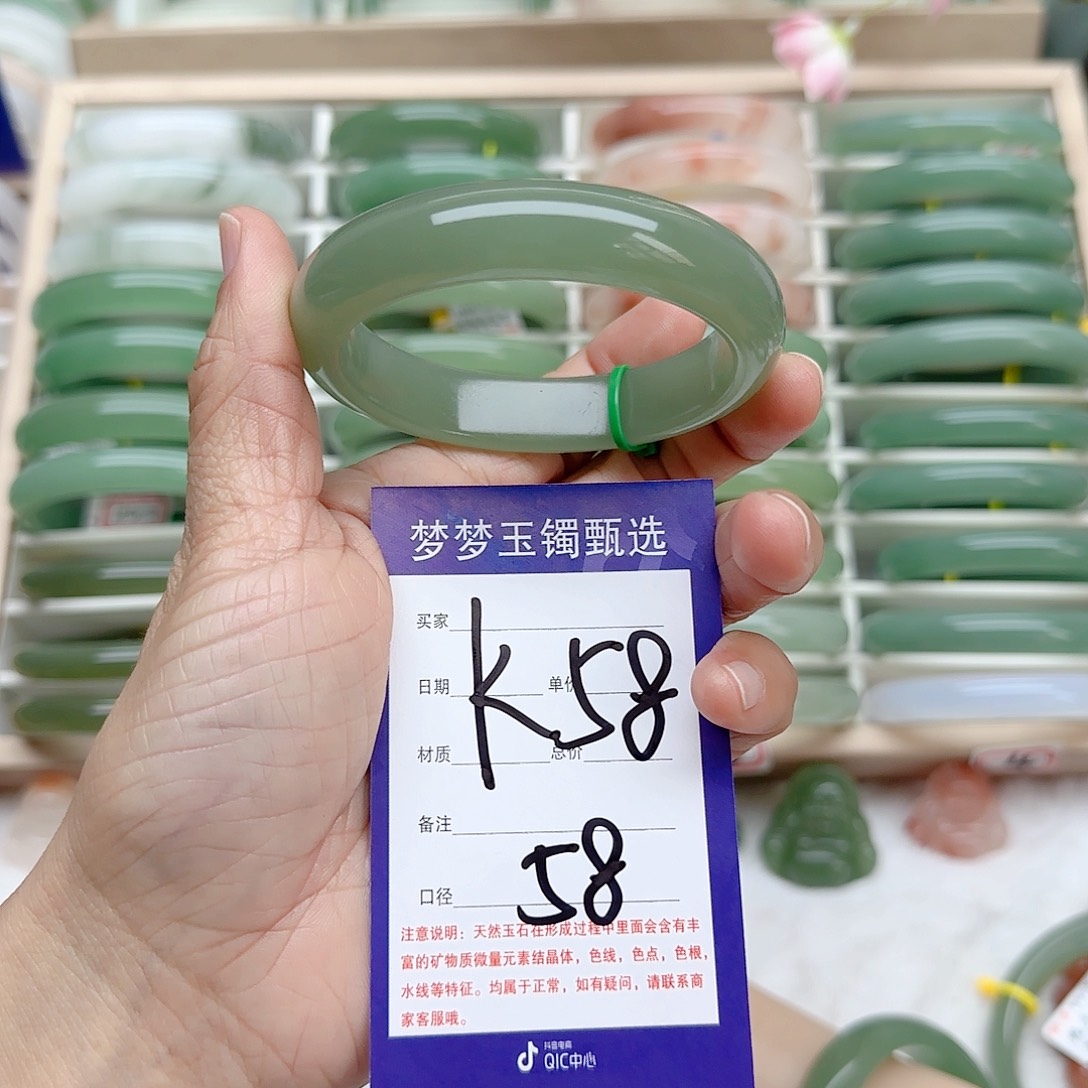 梦梦玉镯甄选
买家
K58
日期 单价
材质 总价
备注
口径 58
注意说明：天然玉石在形成过程中里面会含有丰
富的矿物质微量元素结晶体，色线，色点，色根，
水线等特征。均属于正常，如有疑问，请联系商
家客服哦。
抖音电商
QIC中心